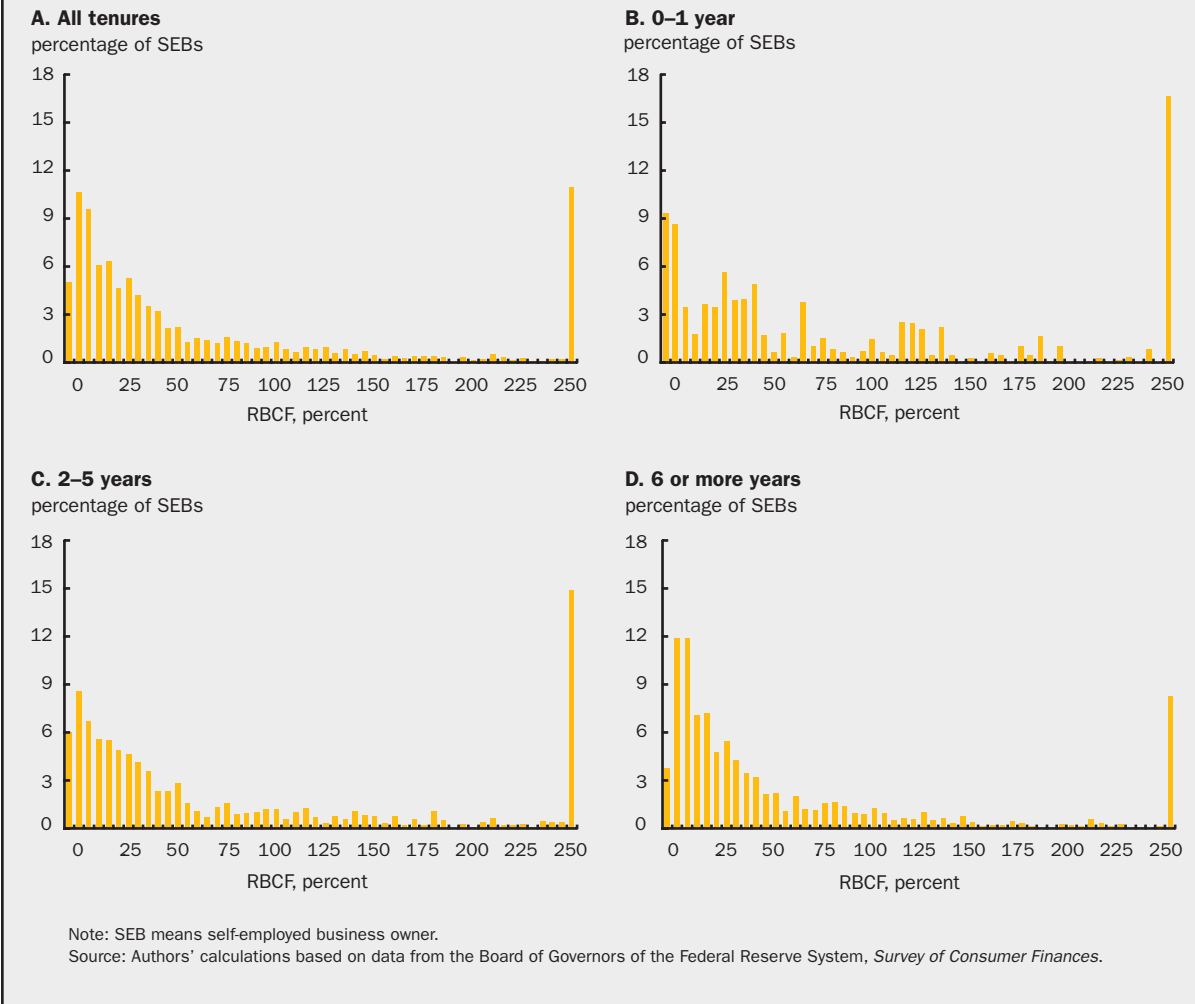 A. All tenures
percentage of SEBs
18
15
12
9
6
3
0
0 25 50 75 100 125 150 175 200 225 250
RBCF, percent
B. 0–1 year
percentage of SEBs
18
15
12
9
6
3
0
0 25 50 75 100 125 150 175 200 225 250
RBCF, percent
C. 2–5 years
percentage of SEBs
18
15
12
9
6
3
0
0 25 50 75 100 125 150 175 200 225 250
RBCF, percent
D. 6 or more years
percentage of SEBs
18
15
12
9
6
3
0
0 25 50 75 100 125 150 175 200 225 250
RBCF, percent
Note: SEB means self-employed business owner.
Source: Authors’ calculations based on data from the Board of Governors of the Federal Reserve System, Survey of Consumer Finances.